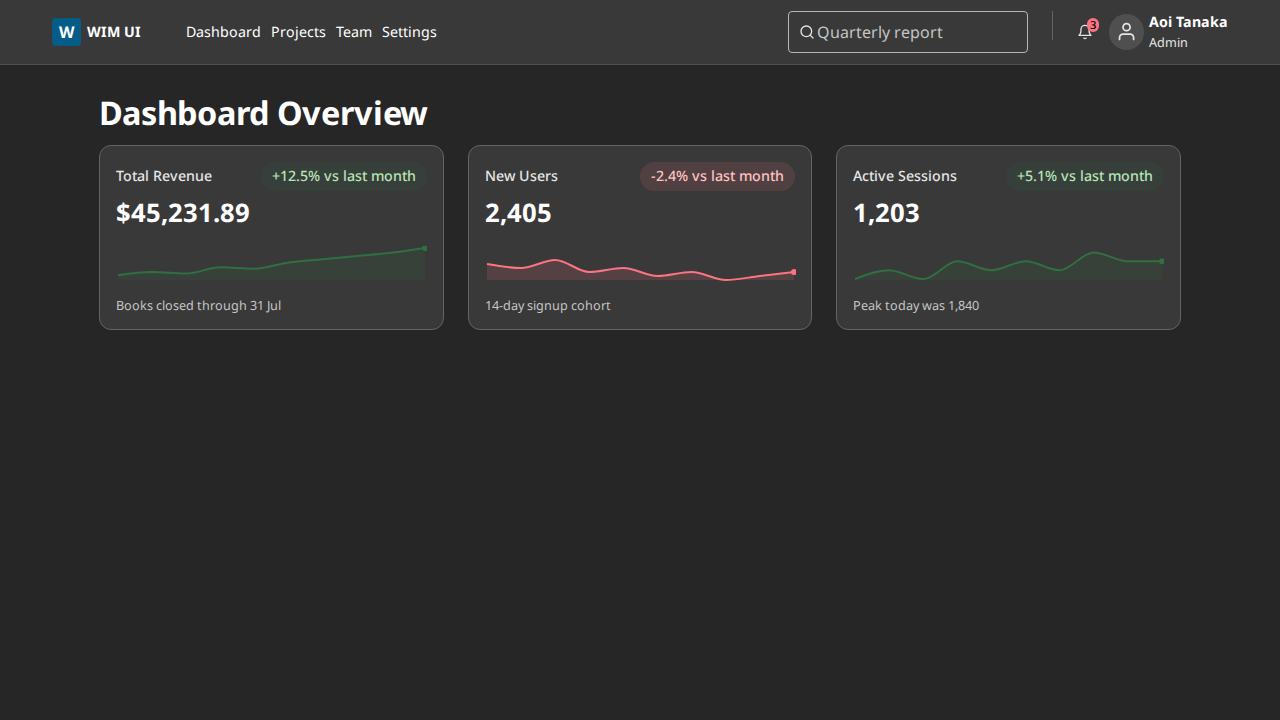 W WIM UI Dashboard Projects Team Settings Quarterly report 3 Aoi Tanaka
Admin
Dashboard Overview
Total Revenue +12.5% vs last month
$45,231.89
Books closed through 31 Jul
New Users -2.4% vs last month
2,405
14-day signup cohort
Active Sessions +5.1% vs last month
1,203
Peak today was 1,840